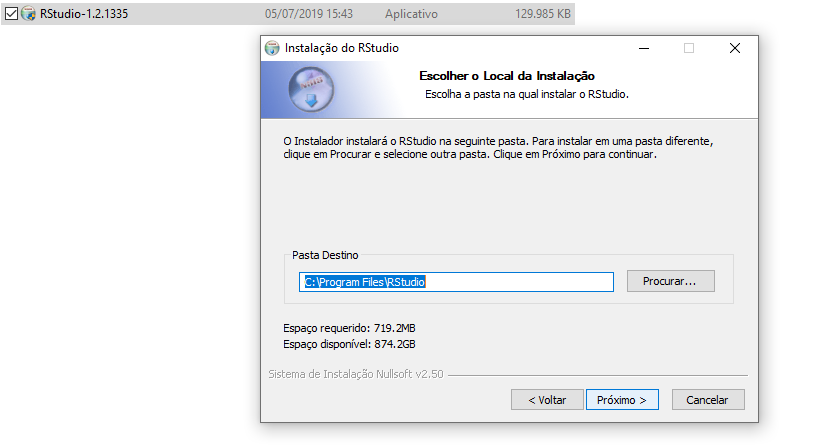 RStudio-1.2.1335 05/07/2019 15:43 Aplicativo 129.985 KB
Instalação do RStudio
Escolher o Local da Instalação
Escolha a pasta na qual instalar o RStudio.
O Instalador instalará o RStudio na seguinte pasta. Para instalar em uma pasta diferente,
clique em Procurar e selecione outra pasta. Clique em Próximo para continuar.
Pasta Destino
C:\Program Files\RStudio Procurar...
Espaço requerido: 719.2MB
Espaço disponível: 874.2GB
Sistema de Instalação Nullsoft v2.50
< Voltar Próximo > Cancelar